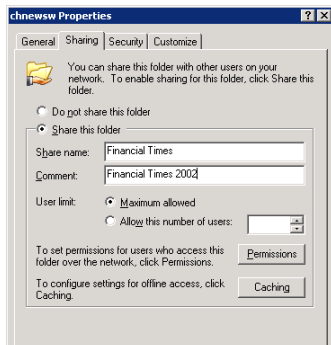 chnewsw Properties
General Sharing Security Customize
You can share this folder with other users on your
network. To enable sharing for this folder, click Share this
folder.
Do not share this folder
Share this folder
Share name: Financial Times
Comment: Financial Times 2002
User limit: Maximum allowed
Allow this number of users:
To set permissions for users who access this
folder over the network, click Permissions.
Permissions
To configure settings for offline access, click
Caching.
Caching